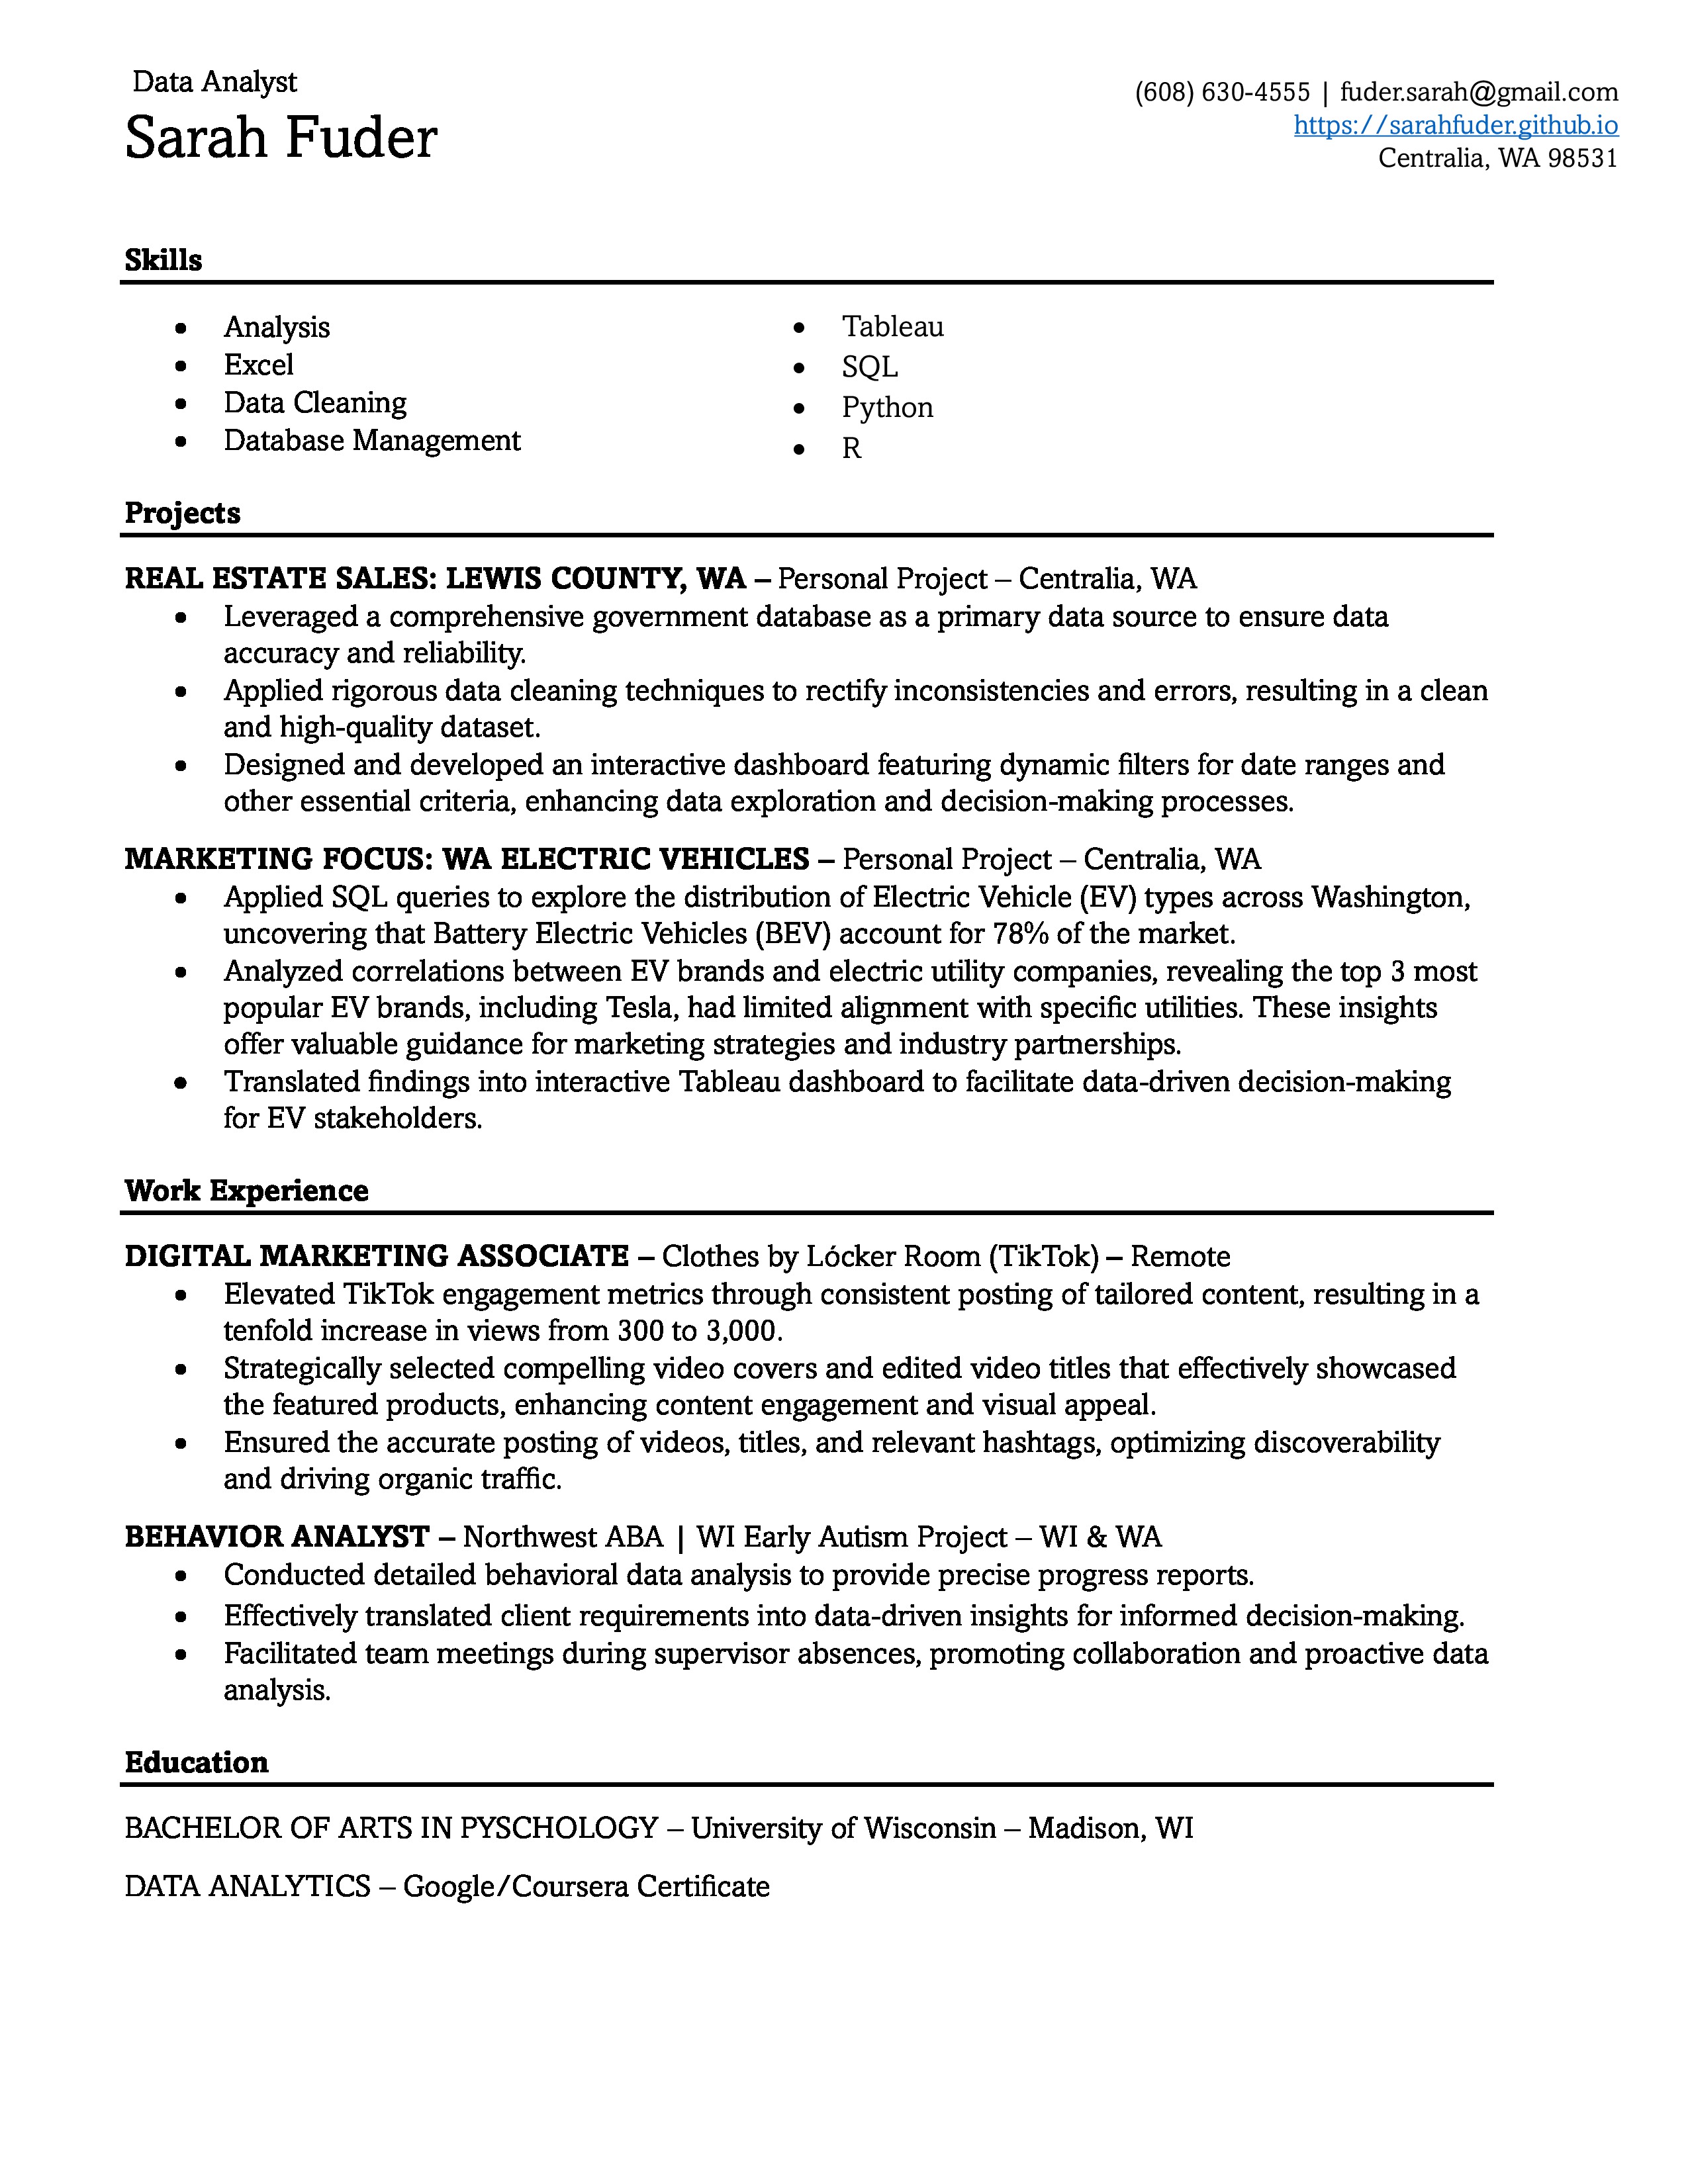 Data Analyst
Sarah Fuder
(608) 630-4555 | fuder.sarah@gmail.com
https://sarahfuder.github.io
Centralia, WA 98531
Skills
• Analysis
• Excel
• Data Cleaning
• Database Management
• Tableau
• SQL
• Python
• R
Projects
REAL ESTATE SALES: LEWIS COUNTY, WA – Personal Project – Centralia, WA
• Leveraged a comprehensive government database as a primary data source to ensure data
accuracy and reliability.
• Applied rigorous data cleaning techniques to rectify inconsistencies and errors, resulting in a clean
and high-quality dataset.
• Designed and developed an interactive dashboard featuring dynamic filters for date ranges and
other essential criteria, enhancing data exploration and decision-making processes.
MARKETING FOCUS: WA ELECTRIC VEHICLES – Personal Project – Centralia, WA
• Applied SQL queries to explore the distribution of Electric Vehicle (EV) types across Washington,
uncovering that Battery Electric Vehicles (BEV) account for 78% of the market.
• Analyzed correlations between EV brands and electric utility companies, revealing the top 3 most
popular EV brands, including Tesla, had limited alignment with specific utilities. These insights
offer valuable guidance for marketing strategies and industry partnerships.
• Translated findings into interactive Tableau dashboard to facilitate data-driven decision-making
for EV stakeholders.
Work Experience
DIGITAL MARKETING ASSOCIATE – Clothes by Lócker Room (TikTok) – Remote
• Elevated TikTok engagement metrics through consistent posting of tailored content, resulting in a
tenfold increase in views from 300 to 3,000.
• Strategically selected compelling video covers and edited video titles that effectively showcased
the featured products, enhancing content engagement and visual appeal.
• Ensured the accurate posting of videos, titles, and relevant hashtags, optimizing discoverability
and driving organic traffic.
BEHAVIOR ANALYST – Northwest ABA | WI Early Autism Project – WI & WA
• Conducted detailed behavioral data analysis to provide precise progress reports.
• Effectively translated client requirements into data-driven insights for informed decision-making.
• Facilitated team meetings during supervisor absences, promoting collaboration and proactive data
analysis.
Education
BACHELOR OF ARTS IN PYSCHOLOGY – University of Wisconsin – Madison, WI
DATA ANALYTICS – Google/Coursera Certificate